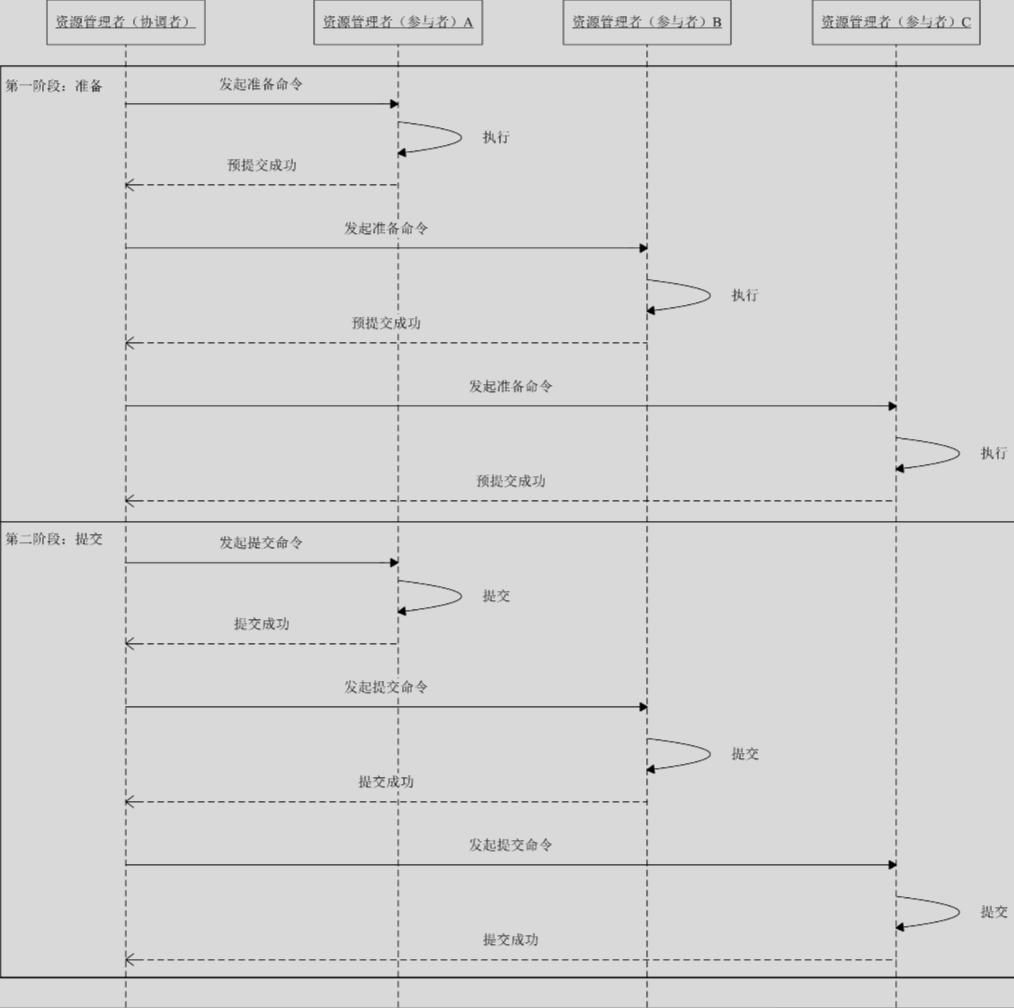 资源管理者（协调者）
资源管理者（参与者）A
资源管理者（参与者）B
资源管理者（参与者）C
第一阶段：准备
发起准备命令
执行
预提交成功
发起准备命令
执行
预提交成功
发起准备命令
执行
预提交成功
第二阶段：提交
发起提交命令
提交
提交成功
发起提交命令
提交
提交成功
发起提交命令
提交
提交成功